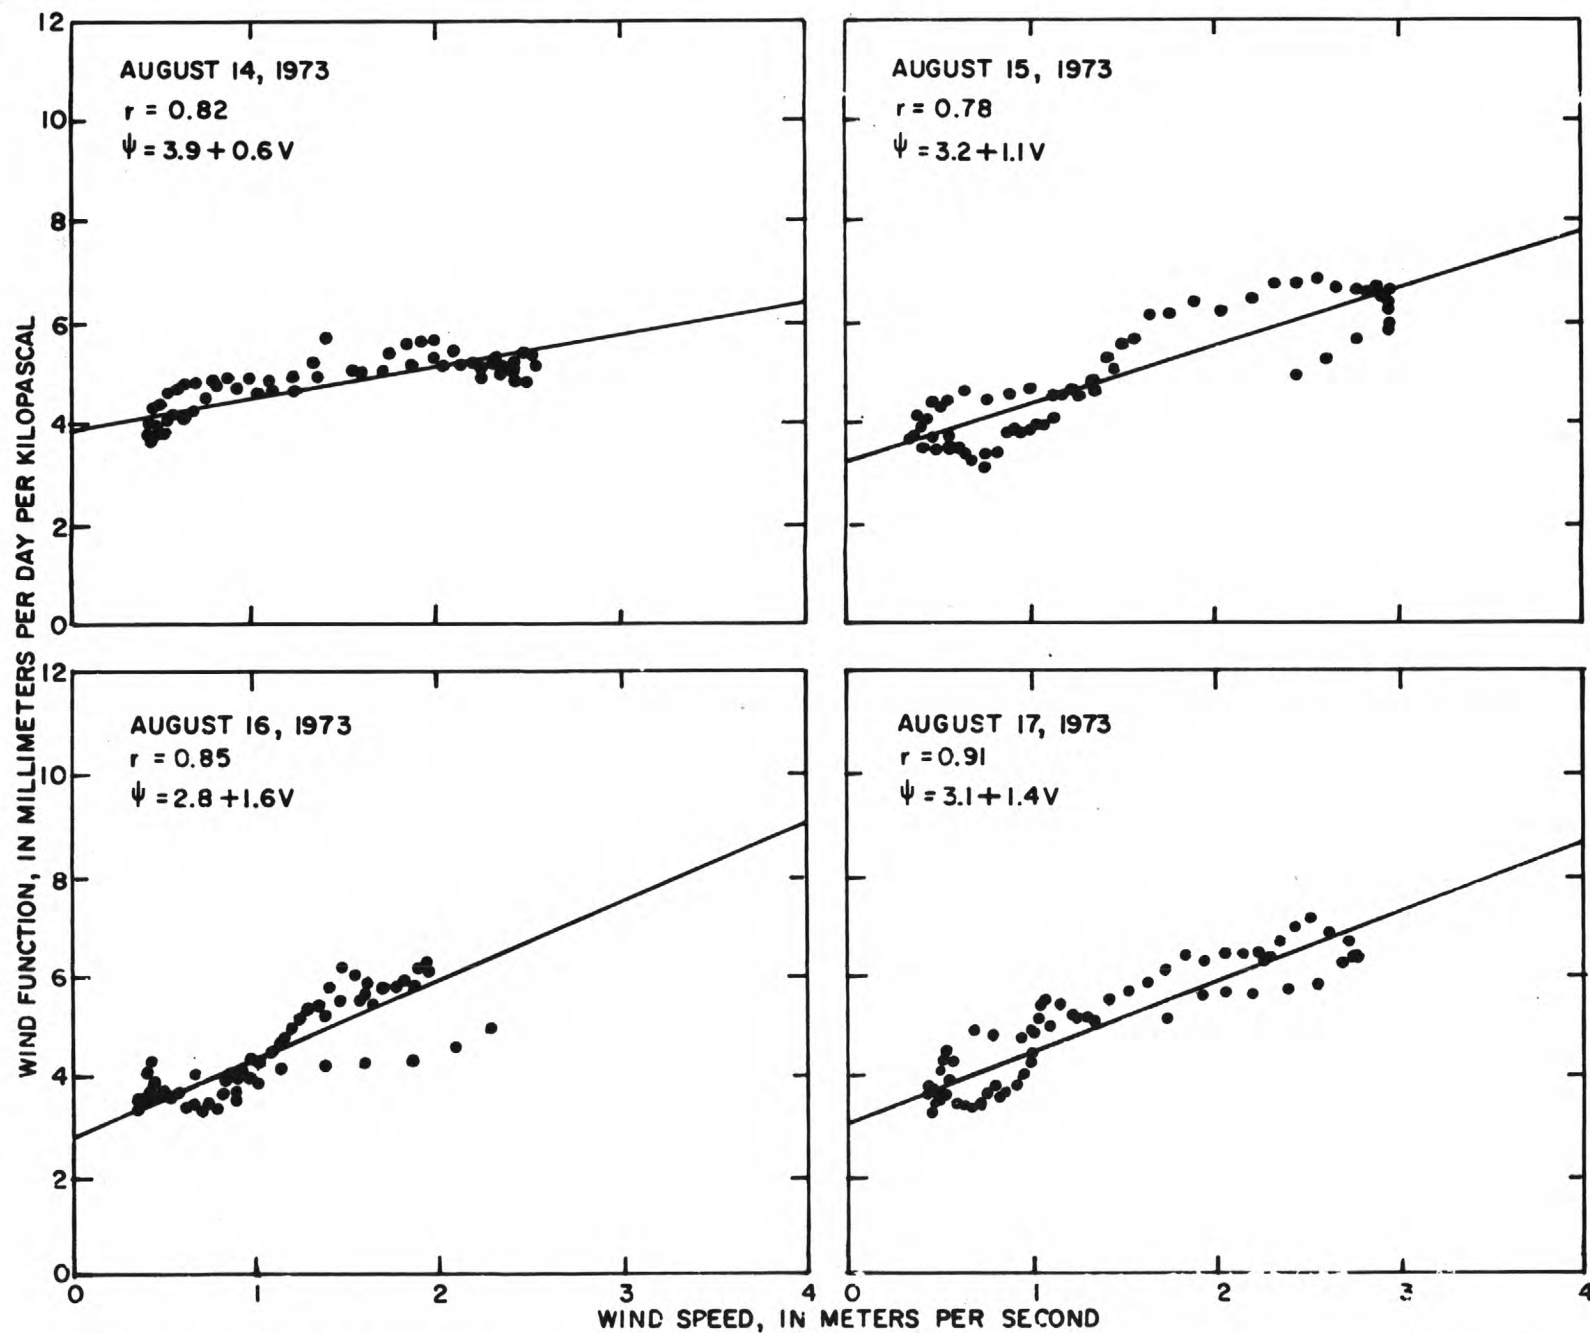 WIND FUNCTION, IN MILLIMETERS PER DAY PER KILOPASCAL
12
10
8
6
4
2
0
AUGUST 14, 1973
r = 0.82
ψ = 3.9 + 0.6 V
AUGUST 15, 1973
r = 0.78
ψ = 3.2 + 1.1 V
12
10
8
6
4
2
0
AUGUST 16, 1973
r = 0.85
ψ = 2.8 + 1.6 V
AUGUST 17, 1973
r = 0.91
ψ = 3.1 + 1.4 V
0 1 2 3 4
0 1 2 3 4
WIND SPEED, IN METERS PER SECOND